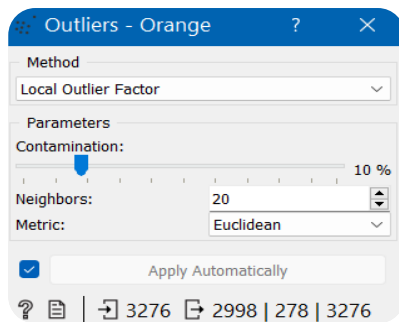 Outliers - Orange ? ×
Method
Local Outlier Factor
Parameters
Contamination:
10 %
Neighbors: 20
Metric: Euclidean
Apply Automatically
? 3276 2998 | 278 | 3276